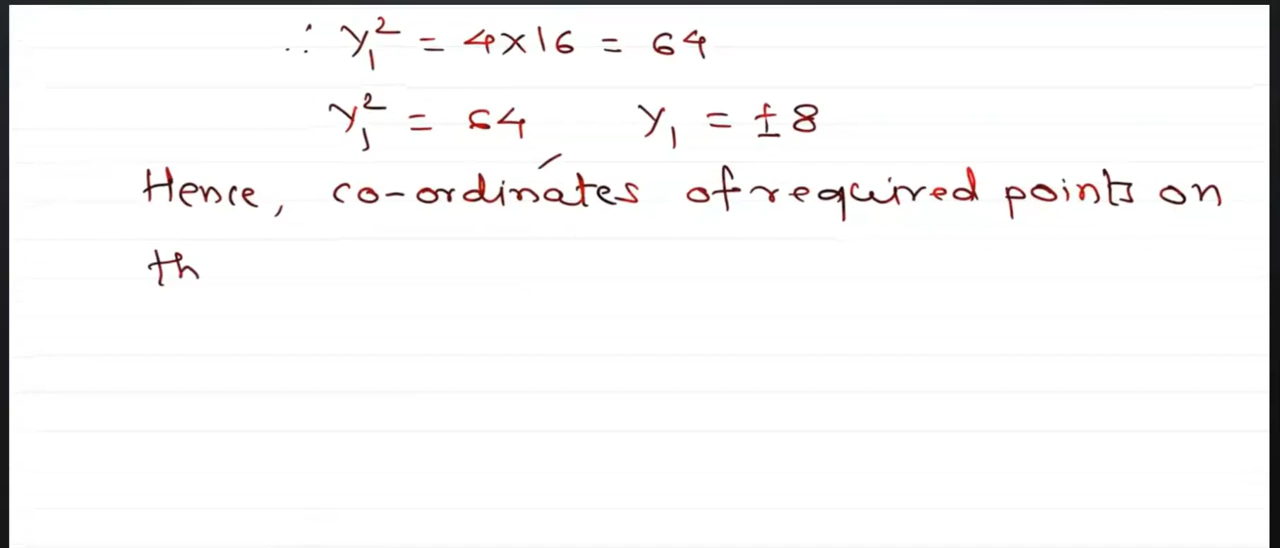 ∴ y₁² = 4×16 = 64
y₁² = 64 y₁ = ±8
Hence, co-ordinates of required points on
th